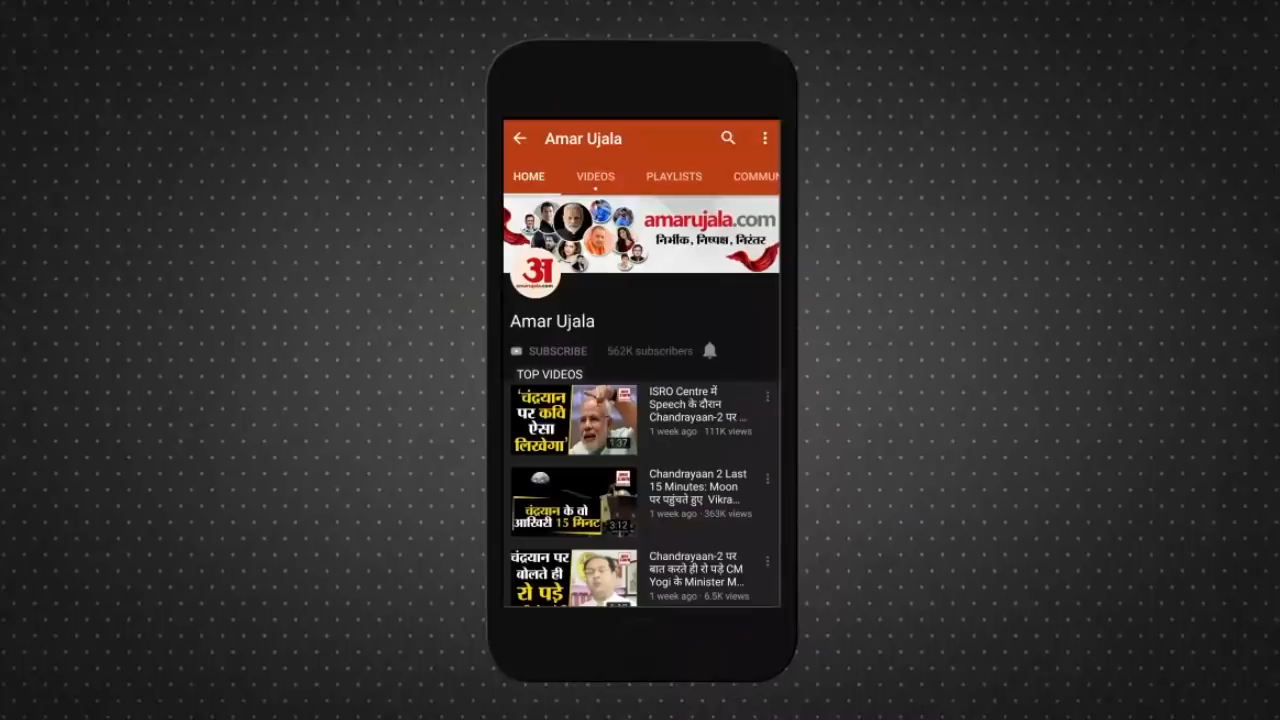 Amar Ujala
HOME VIDEOS PLAYLISTS COMMUN
amarujala.com
निर्भीक, निष्पक्ष, निरंतर
अ
amarujala.com
Amar Ujala
SUBSCRIBE 562K subscribers
TOP VIDEOS
'चंद्रयान
पर कवि
ऐसा
लिखेगा'
1:37
ISRO Centre में
Speech के दौरान
Chandrayaan-2 पर ...
1 week ago · 111K views
चंद्रयान के वो
आखिरी 15 मिनट
3:12
Chandrayaan 2 Last
15 Minutes: Moon
पर पहुंचते हुए Vikra...
1 week ago · 363K views
चंद्रयान पर
बोलते ही
रो पड़े
Chandrayaan-2 पर
बात करते ही रो पड़े CM
Yogi के Minister M...
1 week ago · 6.5K views